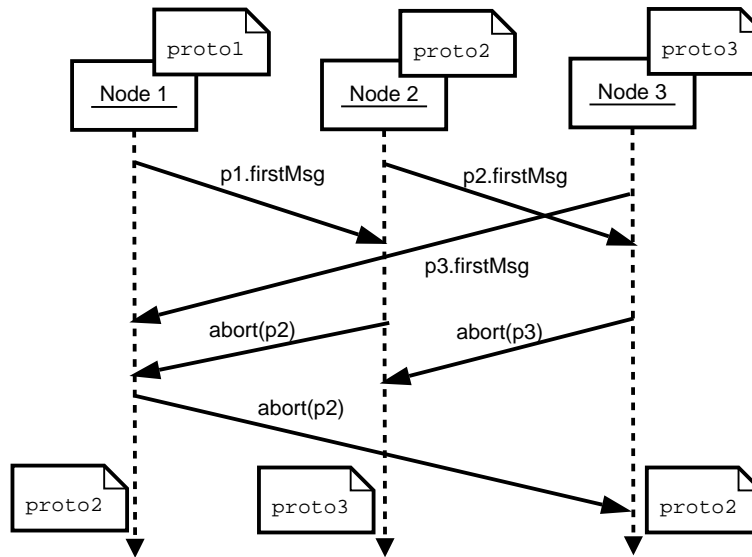 proto1
proto2
proto3
Node 1
Node 2
Node 3
p1.firstMsg
p2.firstMsg
p3.firstMsg
abort(p2)
abort(p3)
abort(p2)
proto2
proto3
proto2